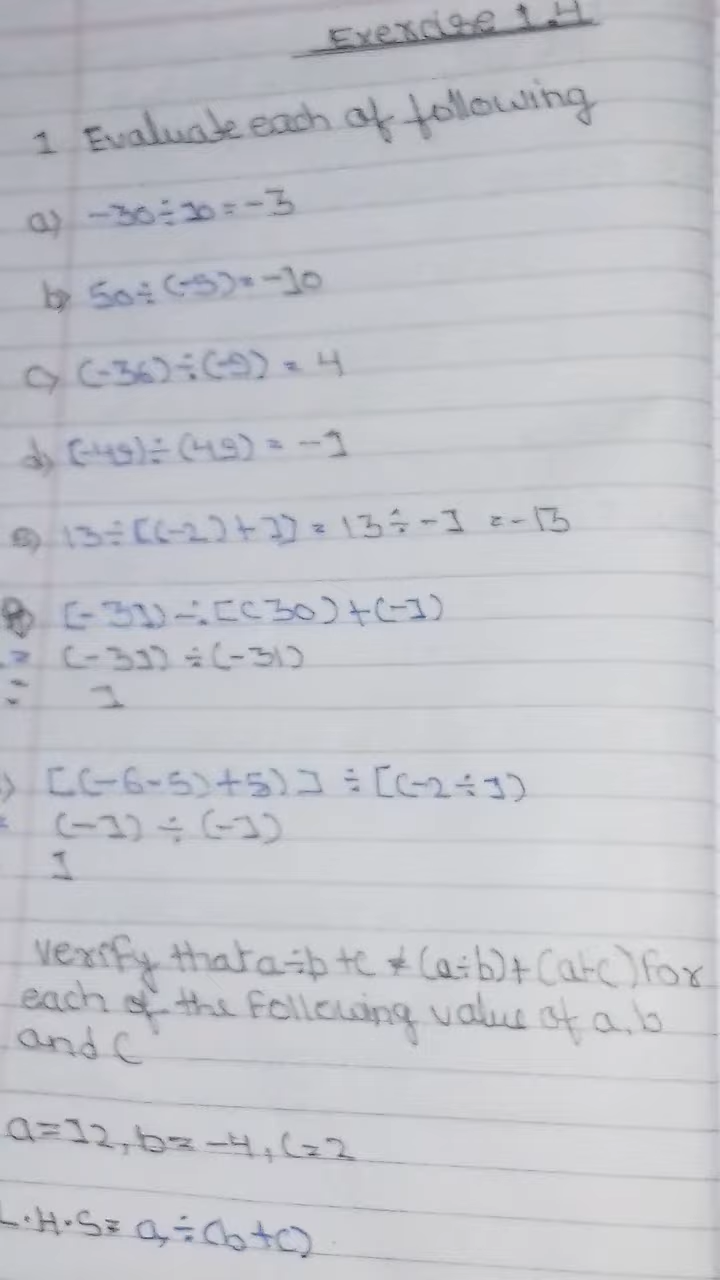 Exercise 1.4
1 Evaluate each of following
a) -30÷10=-3
b) 50÷(-5)=-10
c) (-36)÷(-9) = 4
d) (-49)÷(49) = -1
e) 13÷[(-2)+1] = 13÷-1 =-13
(-31)÷[(30)+(-1)
= (-31)÷(-31)
= 1
) [(-6-5)+5)] ÷[(-2÷1)
= (-1) ÷ (-1)
1
verify that a÷b+c ≠ (a÷b)+(a÷c) for
each of the following value of a, b
and c
a=12, b= -4, c=2
L.H.S= a ÷(b+c)